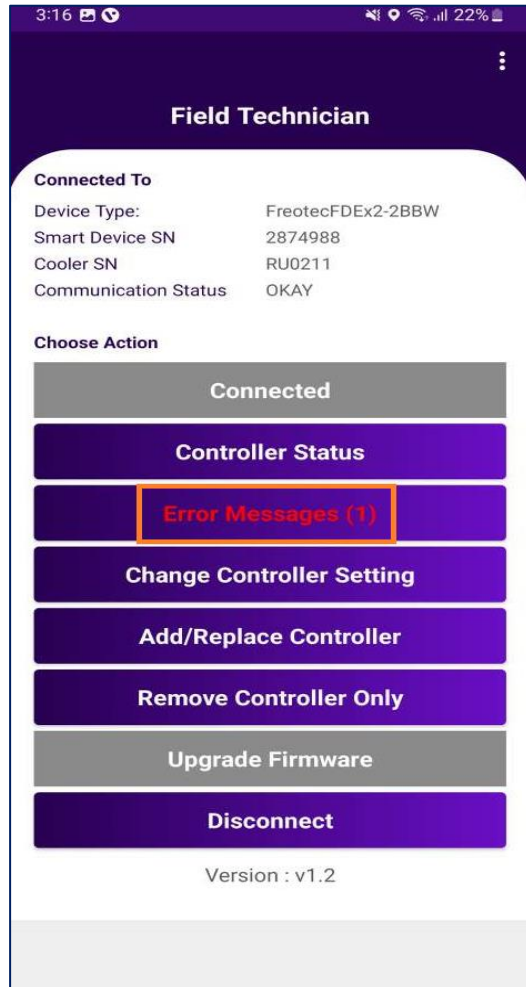 3:16 22%
Field Technician
Connected To
Device Type: FreotecFDEx2-2BBW
Smart Device SN 2874988
Cooler SN RU0211
Communication Status OKAY
Choose Action
Connected
Controller Status
Error Messages (1)
Change Controller Setting
Add/Replace Controller
Remove Controller Only
Upgrade Firmware
Disconnect
Version : v1.2